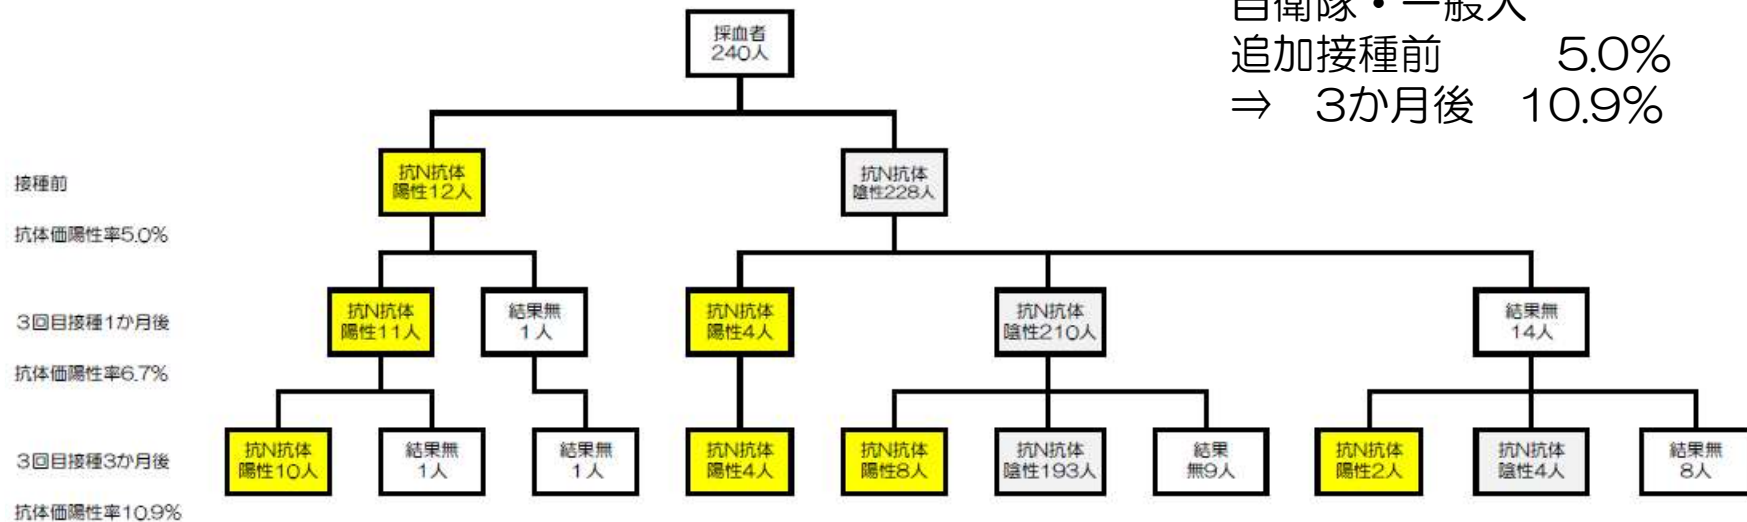 自衛隊・一般人
追加接種前 5.0%
⇒ 3か月後 10.9%
採血者
240人
接種前
抗N抗体
陽性12人
抗N抗体
陰性228人
抗体価陽性率5.0%
3回目接種1か月後
抗N抗体
陽性11人
結果無
1人
抗N抗体
陽性4人
抗N抗体
陰性210人
結果無
14人
抗体価陽性率6.7%
3回目接種3か月後
抗N抗体
陽性10人
結果無
1人
結果無
1人
抗N抗体
陽性4人
抗N抗体
陽性8人
抗N抗体
陰性193人
結果
無9人
抗N抗体
陽性2人
抗N抗体
陰性4人
結果無
8人
抗体価陽性率10.9%